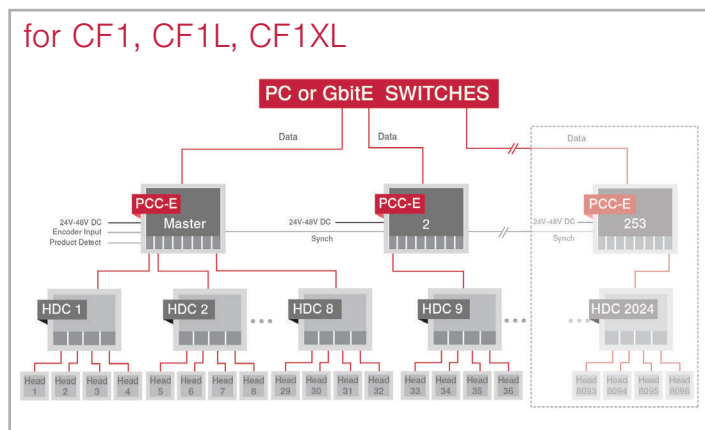 for CF1, CF1L, CF1XL
PC or GbitE SWITCHES
Data
Data
Data
PCC-E
Master
24V-48V DC
Encoder Input
Product Detect
PCC-E
2
24V-48V DC
Synch
PCC-E
253
24V-48V DC
Synch
HDC 1
HDC 2
HDC 8
HDC 9
HDC 2024
Head
1
Head
2
Head
3
Head
4
Head
5
Head
6
Head
7
Head
8
Head
29
Head
30
Head
31
Head
32
Head
33
Head
34
Head
35
Head
36
Head
8093
Head
8094
Head
8095
Head
8096